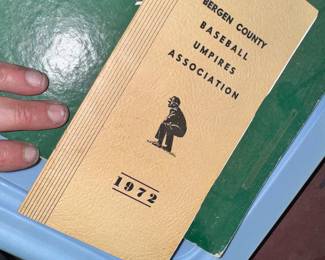 BERGEN COUNTY
BASEBALL
UMPIRES
ASSOCIATION
1972